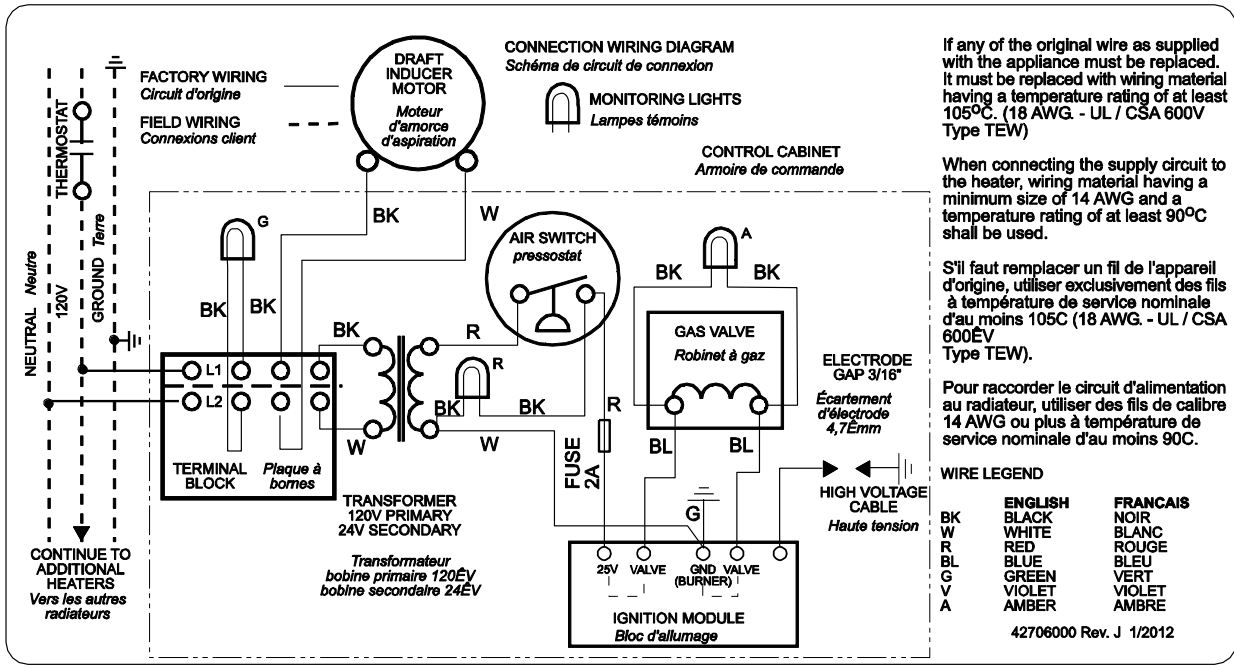 CONNECTION WIRING DIAGRAM
Schéma de circuit de connexion
FACTORY WIRING
Circuit d'origine
FIELD WIRING
Connexions client
DRAFT
INDUCER
MOTOR
Moteur
d'amorce
d'aspiration
MONITORING LIGHTS
Lampes témoins
CONTROL CABINET
Armoire de commande
THERMOSTAT
NEUTRAL Neutre
120V
GROUND Terre
G
BK
W
BK
BK
AIR SWITCH
pressostat
A
BK
BK
GAS VALVE
Robinet à gaz
BK
R
R
L1
L2
BK
BK
W
W
R
FUSE
2A
BL
BL
ELECTRODE
GAP 3/16"
Écartement
d'électrode
4,7Êmm
TERMINAL
BLOCK
Plaque à
bornes
TRANSFORMER
120V PRIMARY
24V SECONDARY
Transformateur
bobine primaire 120ÊV
bobine secondaire 24ÊV
G
HIGH VOLTAGE
CABLE
Haute tension
CONTINUE TO
ADDITIONAL
HEATERS
Vers les autres
radiateurs
25V
VALVE
GND
(BURNER)
VALVE
IGNITION MODULE
Bloc d'allumage
If any of the original wire as supplied
with the appliance must be replaced.
It must be replaced with wiring material
having a temperature rating of at least
105ºC. (18 AWG. - UL / CSA 600V
Type TEW)
When connecting the supply circuit to
the heater, wiring material having a
minimum size of 14 AWG and a
temperature rating of at least 90ºC
shall be used.
S'il faut remplacer un fil de l'appareil
d'origine, utiliser exclusivement des fils
à température de service nominale
d'au moins 105C (18 AWG. - UL / CSA
600ÊV
Type TEW).
Pour raccorder le circuit d'alimentation
au radiateur, utiliser des fils de calibre
14 AWG ou plus à température de
service nominale d'au moins 90C.
WIRE LEGEND
ENGLISH FRANCAIS
BK BLACK NOIR
W WHITE BLANC
R RED ROUGE
BL BLUE BLEU
G GREEN VERT
V VIOLET VIOLET
A AMBER AMBRE
42706000 Rev. J 1/2012